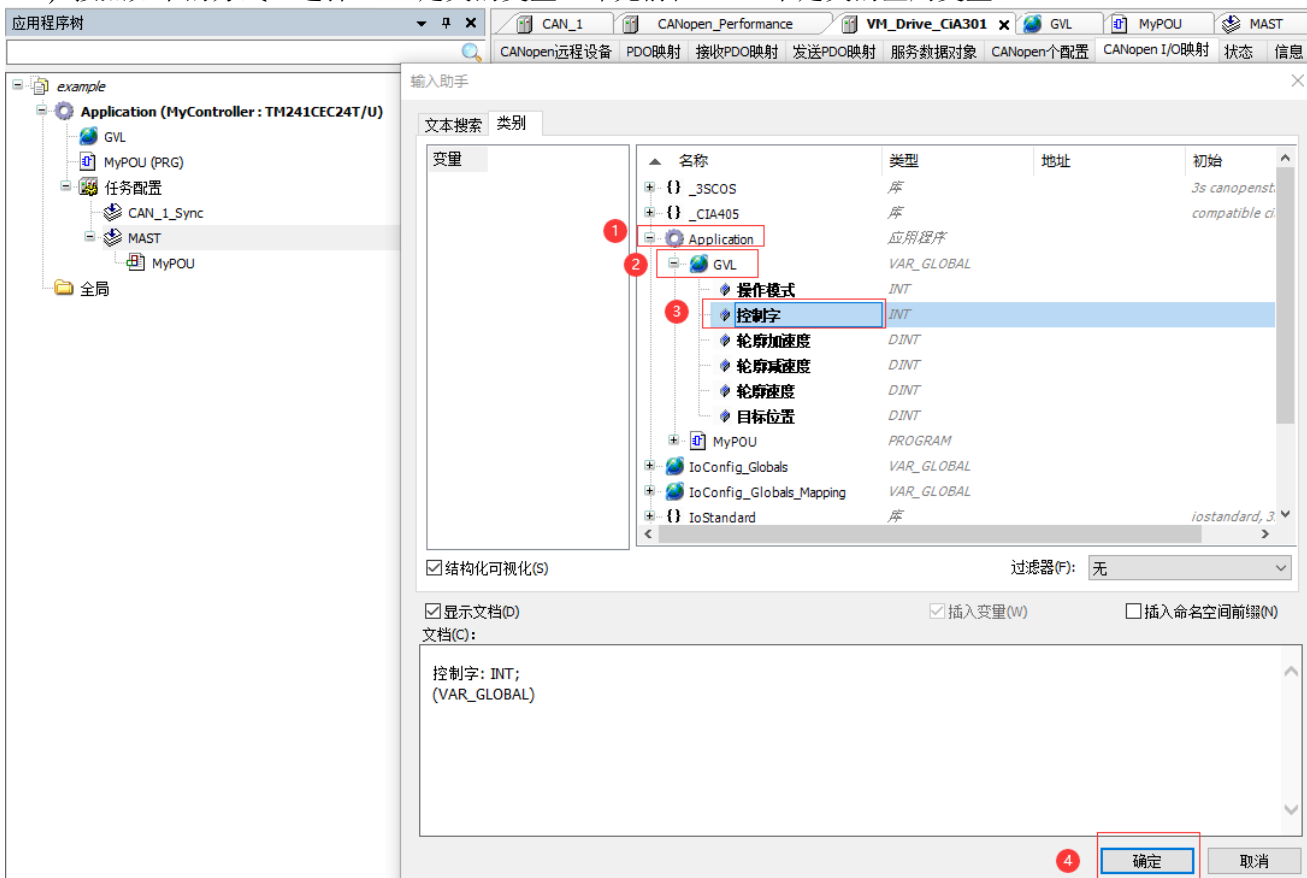 应用程序树
CAN_1 CANopen_Performance VM_Drive_CiA301 GVL MyPOU MAST
CANopen远程设备 PDO映射 接收PDO映射 发送PDO映射 服务数据对象 CANopen个配置 CANopen I/O映射 状态 信息
example
Application (MyController : TM241CEC24T/U)
GVL
MyPOU (PRG)
任务配置
CAN_1_Sync
MAST
MyPOU
全局
输入助手
文本搜索 类别
变量
名称 类型 地址 初始
_3SCOS 库 3s canopenst.
_CIA405 库 compatible ci
1 Application 应用程序
2 GVL VAR_GLOBAL
操作模式 INT
3 控制字 INT
轮廓加速度 DINT
轮廓减速度 DINT
轮廓速度 DINT
目标位置 DINT
MyPOU PROGRAM
IoConfig_Globals VAR_GLOBAL
IoConfig_Globals_Mapping VAR_GLOBAL
IoStandard 库 iostandard, 3.
结构化可视化(S) 过滤器(F): 无
显示文档(D) 插入变量(W) 插入命名空间前缀(N)
文档(C):
控制字: INT;
(VAR_GLOBAL)
4 确定 取消